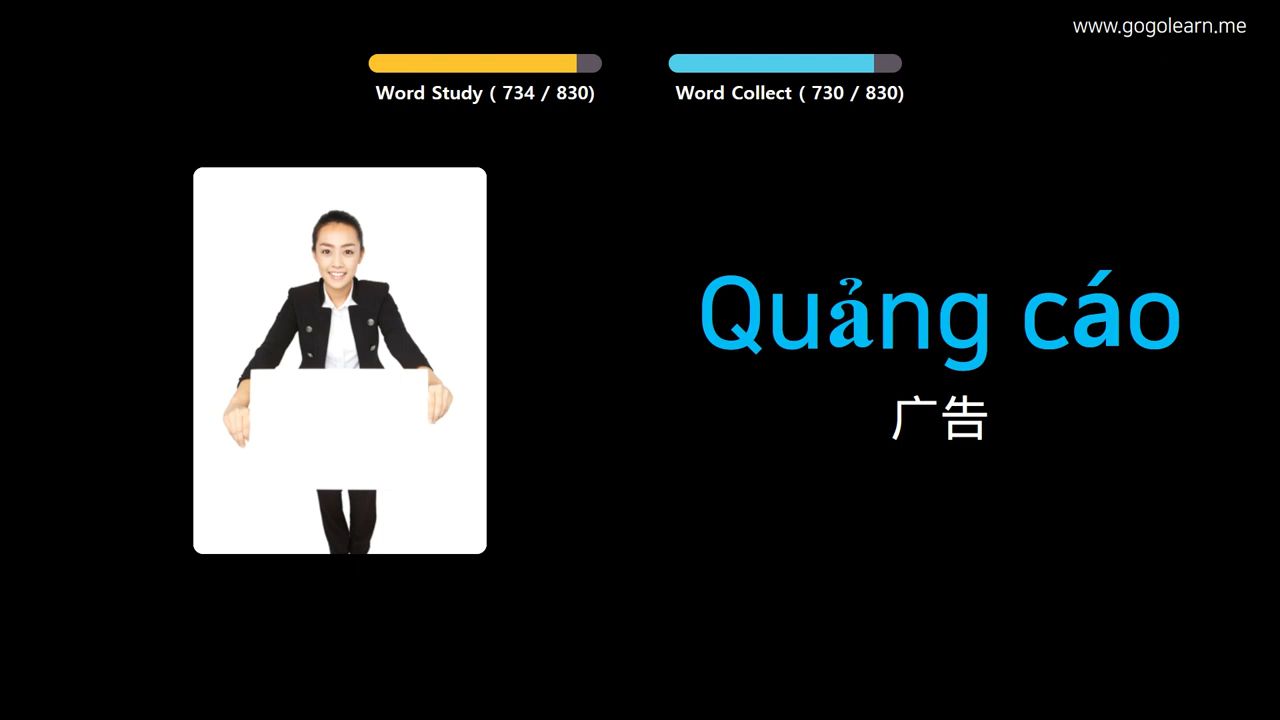 www.gogolearn.me
Word Study ( 734 / 830)
Word Collect ( 730 / 830)
Quảng cáo
广告